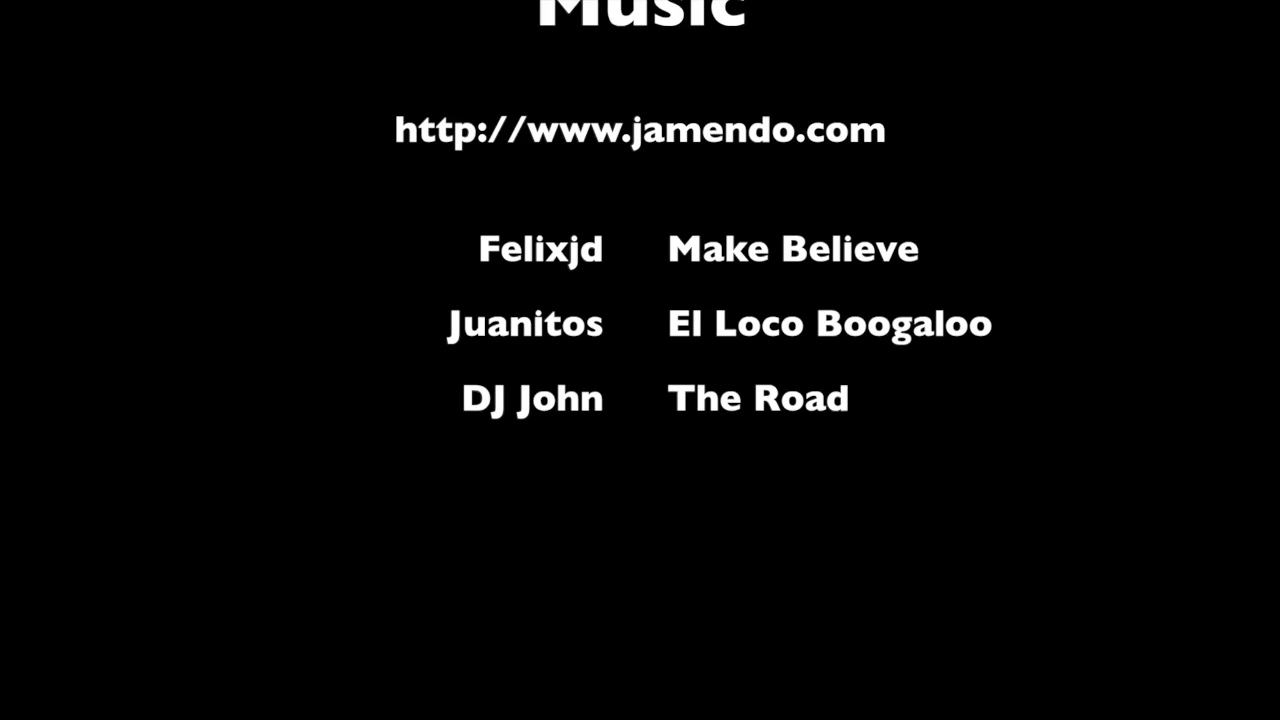 Music
http://www.jamendo.com
Felixjd Make Believe
Juanitos El Loco Boogaloo
DJ John The Road